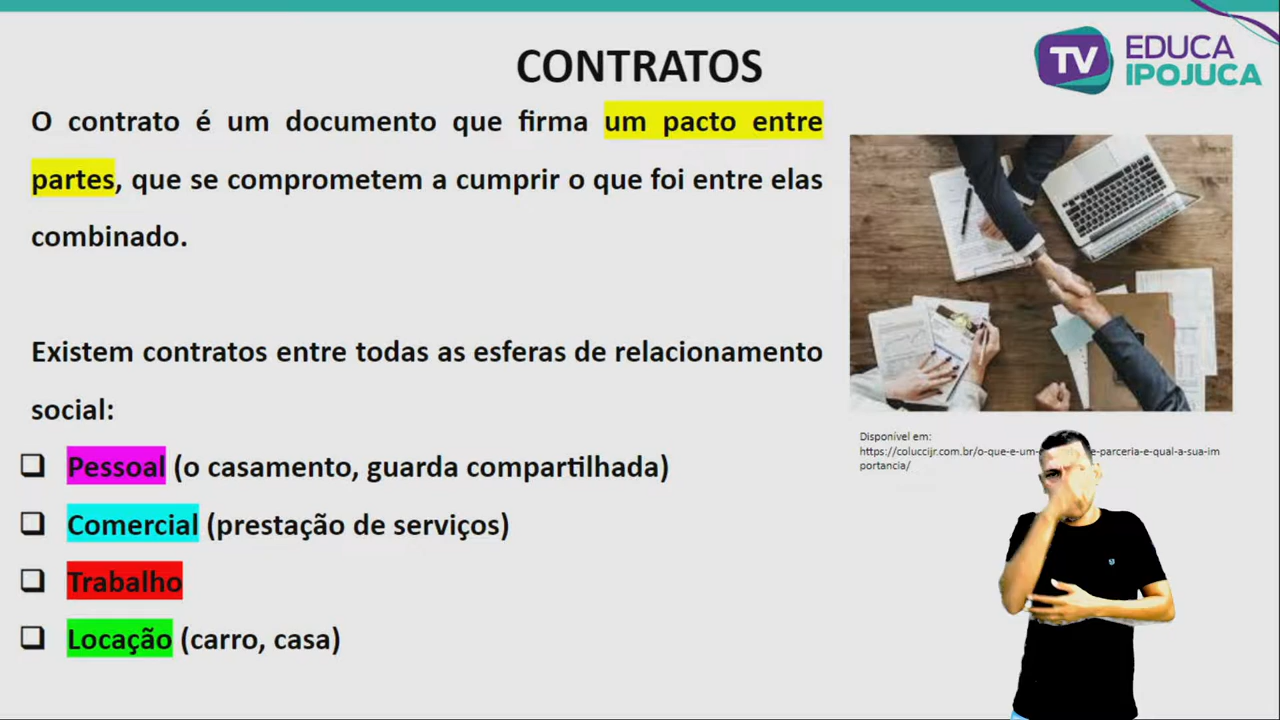 CONTRATOS
TV EDUCA
IPOJUCA
O contrato é um documento que firma um pacto entre
partes, que se comprometem a cumprir o que foi entre elas
combinado.
Existem contratos entre todas as esferas de relacionamento
social:
Pessoal (o casamento, guarda compartilhada)
Comercial (prestação de serviços)
Trabalho
Locação (carro, casa)
Disponível em:
https://coluccijr.com.br/o-que-e-um- e-parceria-e-qual-a-sua-im
portancia/